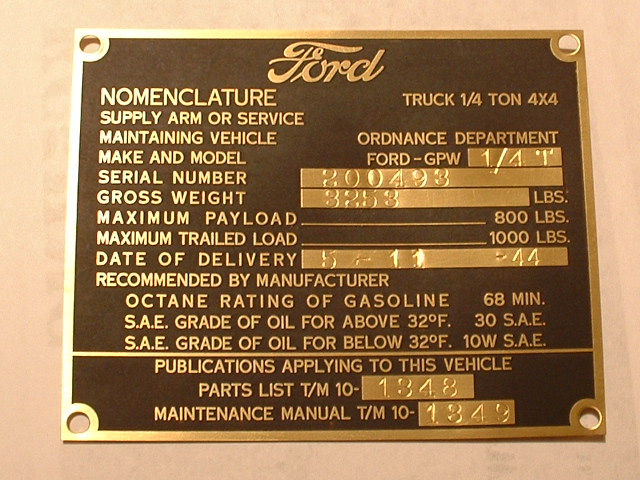 Ford
NOMENCLATURE TRUCK 1/4 TON 4X4
SUPPLY ARM OR SERVICE
MAINTAINING VEHICLE ORDNANCE DEPARTMENT
MAKE AND MODEL FORD-GPW 1/4 T
SERIAL NUMBER 200493
GROSS WEIGHT 3253 LBS.
MAXIMUM PAYLOAD 800 LBS.
MAXIMUM TRAILED LOAD 1000 LBS.
DATE OF DELIVERY 5 - 11 -44
RECOMMENDED BY MANUFACTURER
OCTANE RATING OF GASOLINE 68 MIN.
S.A.E. GRADE OF OIL FOR ABOVE 32°F. 30 S.A.E.
S.A.E. GRADE OF OIL FOR BELOW 32°F. 10W S.A.E.
PUBLICATIONS APPLYING TO THIS VEHICLE
PARTS LIST T/M 10- 1348
MAINTENANCE MANUAL T/M 10- 1349